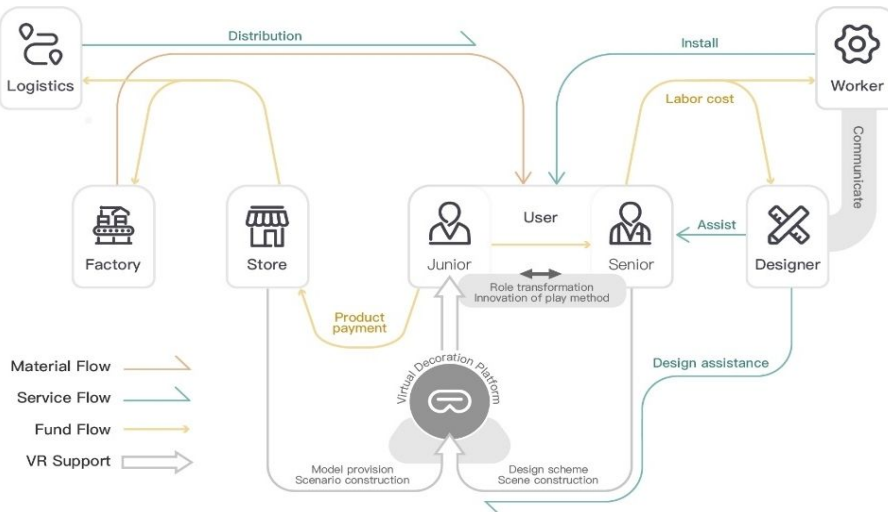 Distribution
Install
Logistics
Worker
Labor cost
Communicate
User
Assist
Factory
Store
Junior
Senior
Designer
Role transformation
Innovation of play method
Product
payment
Virtual Decoration Platform
Design assistance
Material Flow
Service Flow
Fund Flow
VR Support
Model provision
Scenario construction
Design scheme
Scene construction